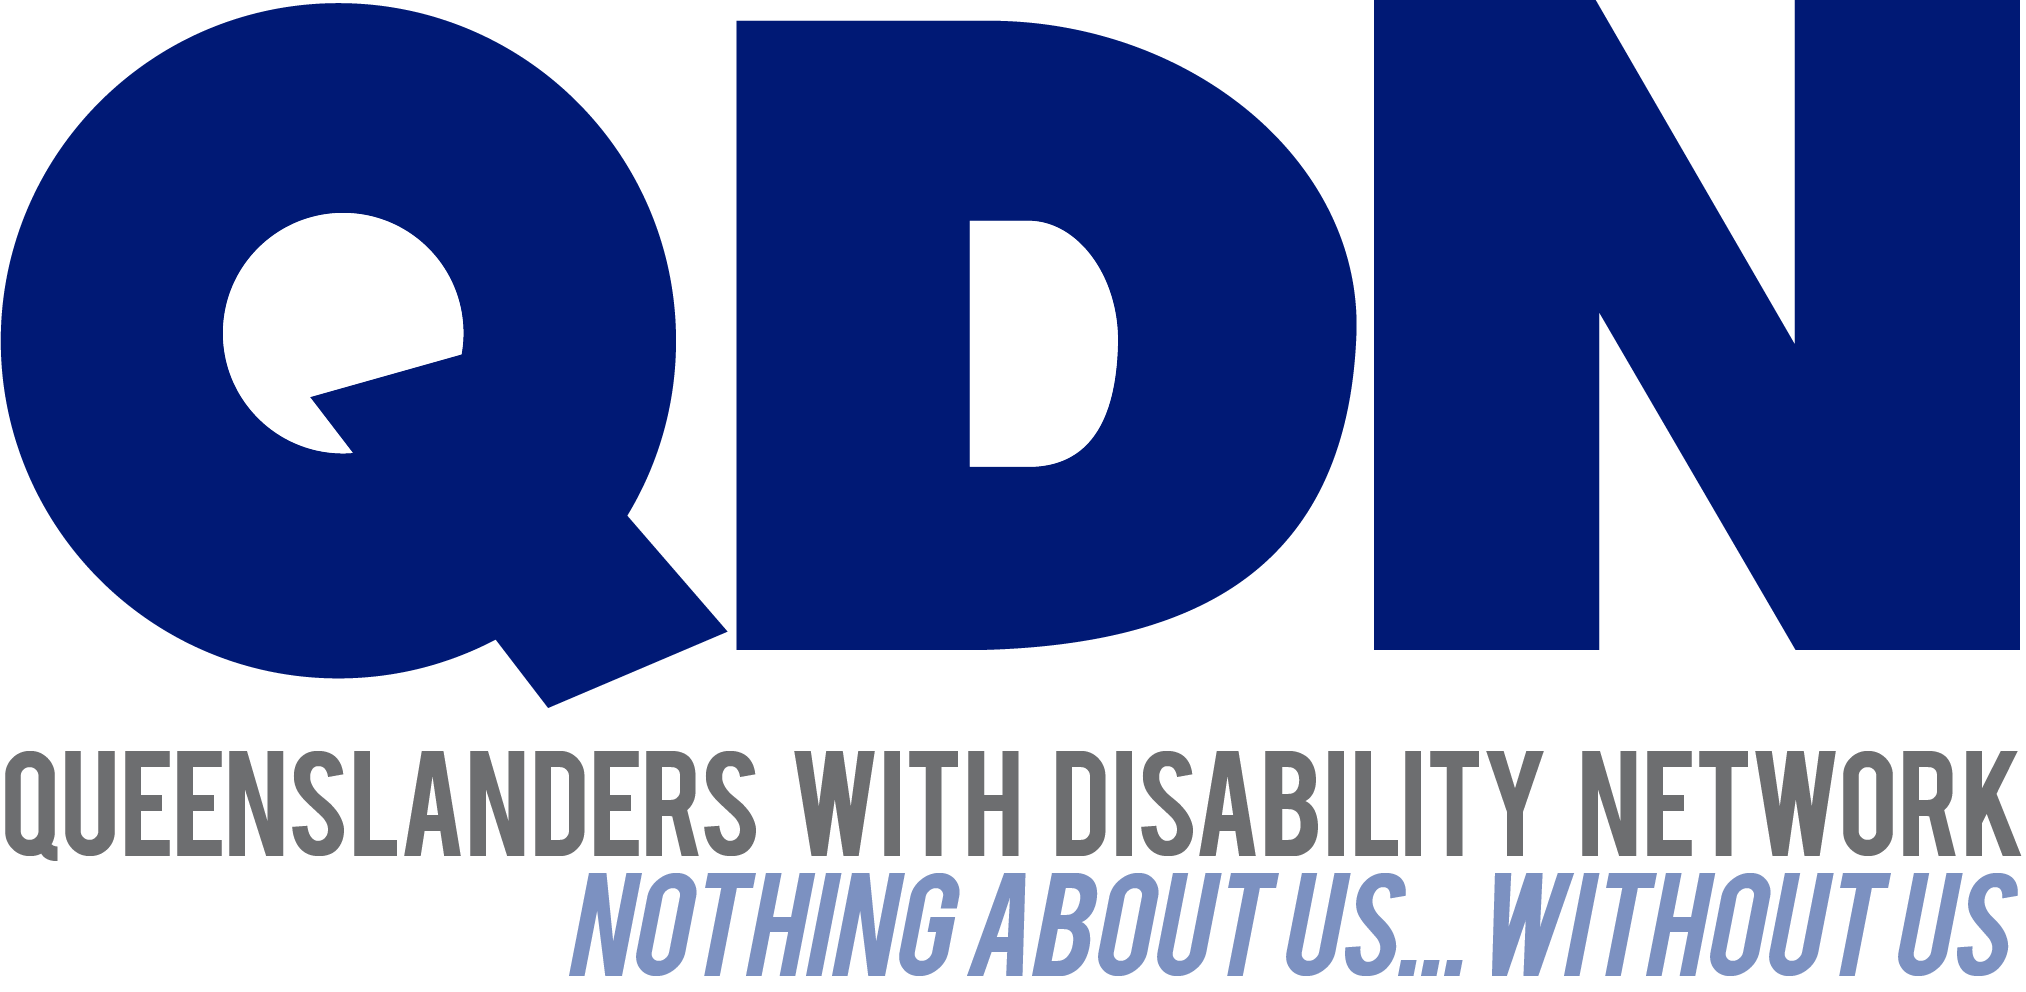 QDN
QUEENSLANDERS WITH DISABILITY NETWORK
NOTHING ABOUT US... WITHOUT US